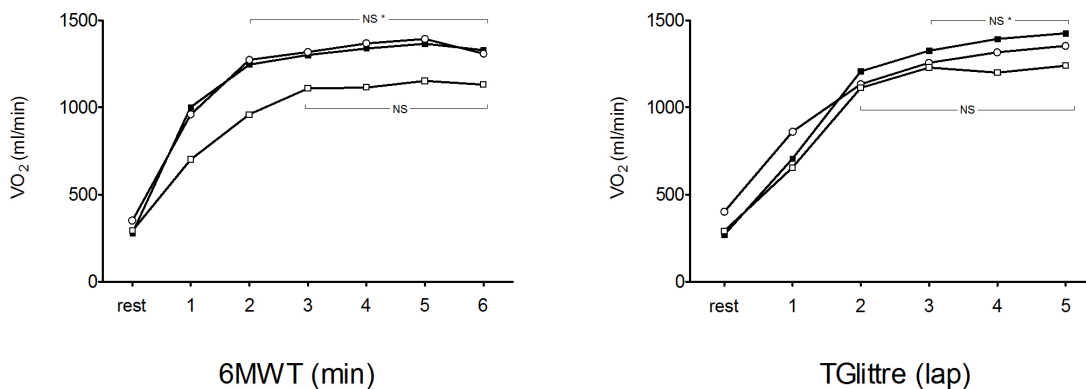 1500
1000
500
0
VO2 (ml/min)
NS *
NS
rest 1 2 3 4 5 6
6MWT (min)
1500
1000
500
0
VO2 (ml/min)
NS *
NS
rest 1 2 3 4 5
TGlittre (lap)